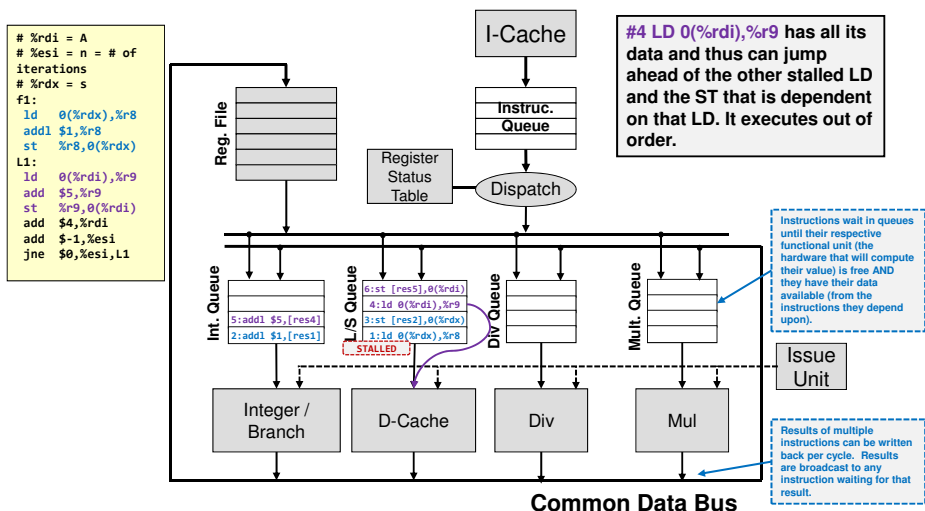 # %rdi = A
# %esi = n = # of
iterations
# %rdx = s
f1:
ld 0(%rdx),%r8
addl $1,%r8
st %r8,0(%rdx)
L1:
ld 0(%rdi),%r9
add $5,%r9
st %r9,0(%rdi)
add $4,%rdi
add $-1,%esi
jne $0,%esi,L1
I-Cache
#4 LD 0(%rdi),%r9 has all its
data and thus can jump
ahead of the other stalled LD
and the ST that is dependent
on that LD. It executes out of
order.
Reg. File
Instruc.
Queue
Register
Status
Table
Dispatch
Instructions wait in queues
until their respective
functional unit (the
hardware that will compute
their value) is free AND
they have their data
available (from the
instructions they depend
upon).
Int. Queue
5:addl $5,[res4]
2:addl $1,[res1]
L/S Queue
6:st [res5],0(%rdi)
4:ld 0(%rdi),%r9
3:st [res2],0(%rdx)
1:ld 0(%rdx),%r8
STALLED
Div Queue
Mult. Queue
Issue
Unit
Integer /
Branch
D-Cache
Div
Mul
Results of multiple
instructions can be written
back per cycle. Results
are broadcast to any
instruction waiting for that
result.
Common Data Bus